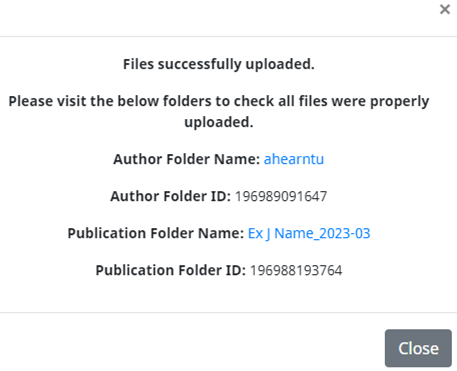 ×
Files successfully uploaded.
Please visit the below folders to check all files were properly
uploaded.
Author Folder Name: ahearntu
Author Folder ID: 196989091647
Publication Folder Name: Ex J Name_2023-03
Publication Folder ID: 196988193764
Close